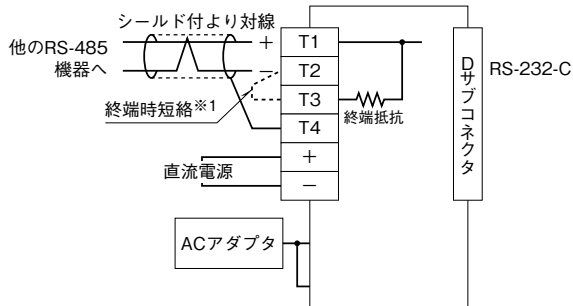 シールド付より対線
他のRS-485
機器へ
+
−
終端時短絡※1
T1
T2
T3
T4
+
−
終端抵抗
Dサブコネクタ
RS-232-C
直流電源
ACアダプタ